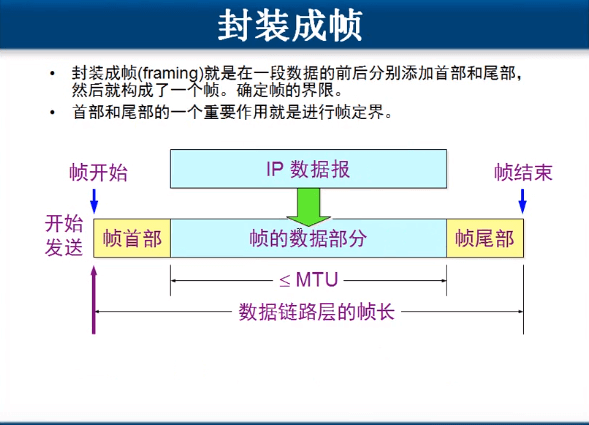 封装成帧
• 封装成帧(framing)就是在一段数据的前后分别添加首部和尾部，
然后就构成了一个帧。确定帧的界限。
• 首部和尾部的一个重要作用就是进行帧定界。
IP 数据报
帧开始
帧结束
开始
发送
帧首部
帧的数据部分
帧尾部
≤ MTU
数据链路层的帧长